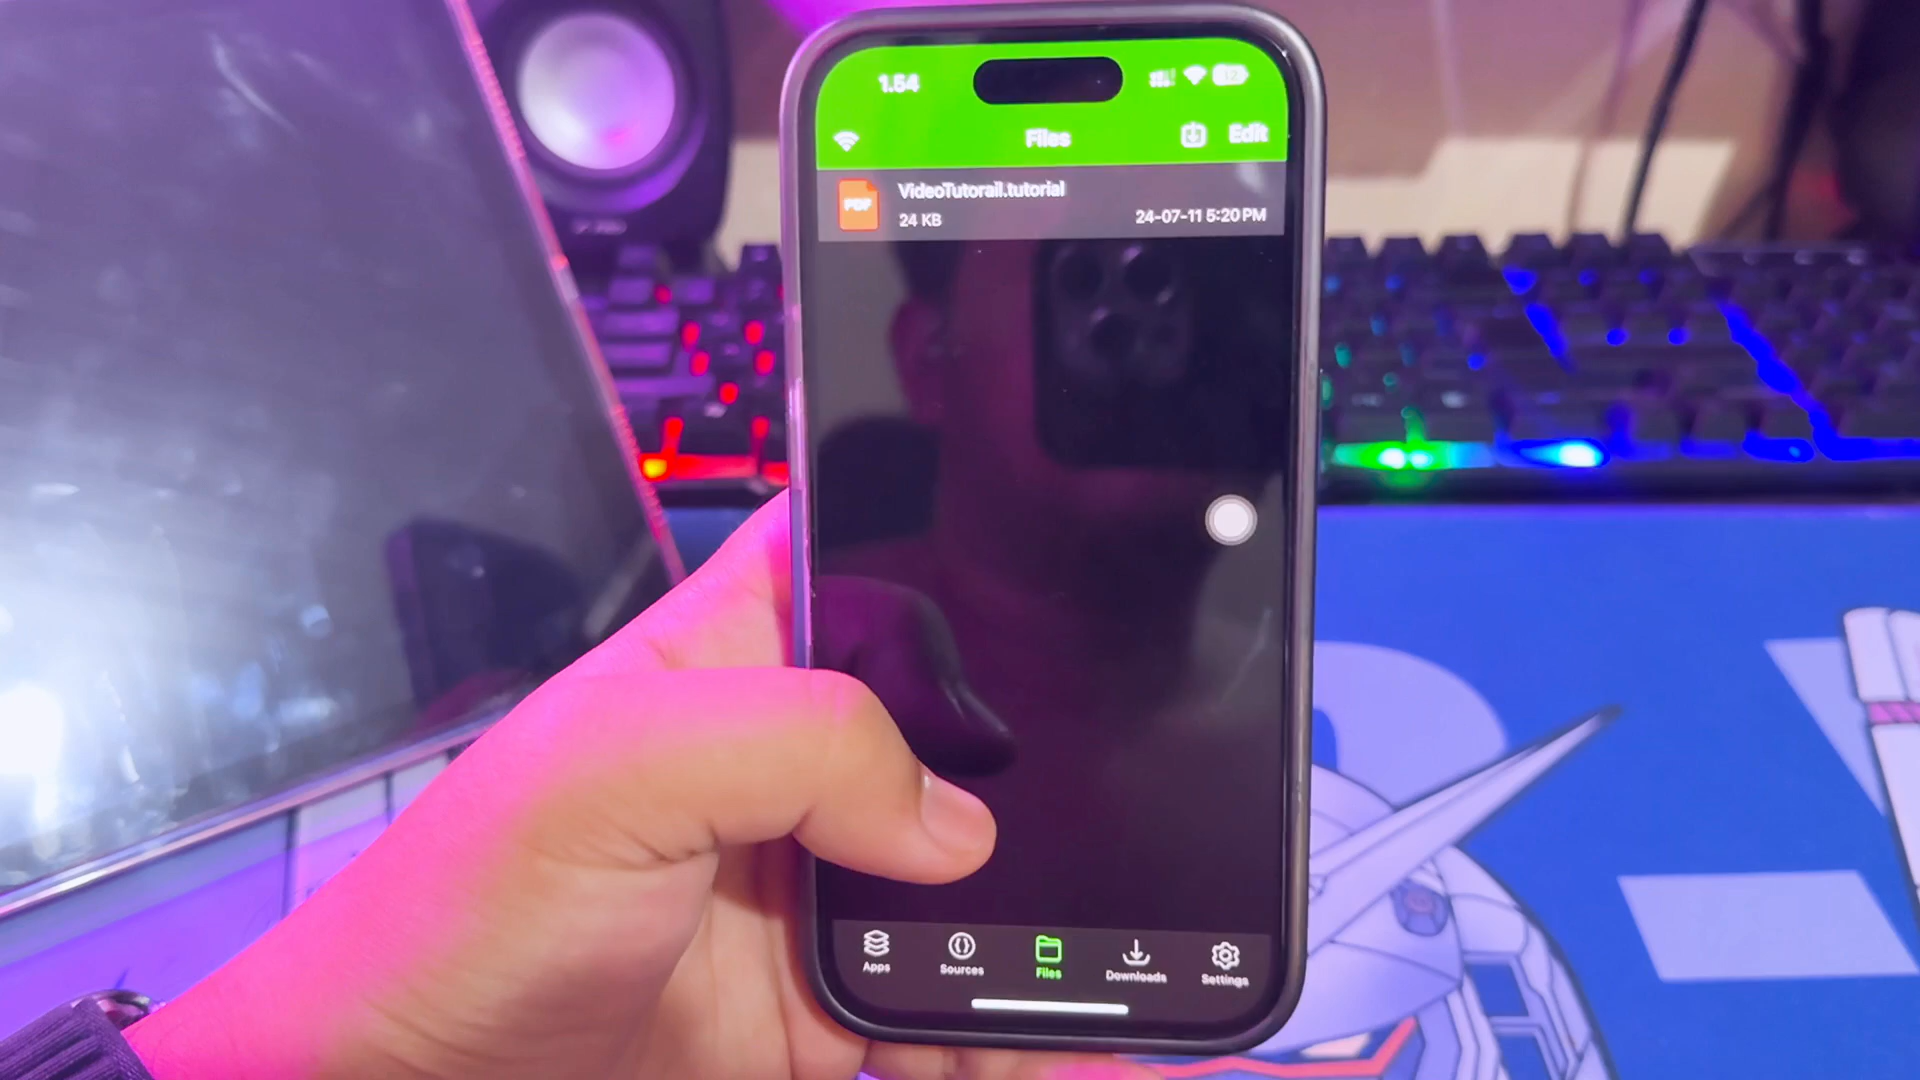 1.54
32
Files
Edit
PDF
VideoTutorail.tutorial
24 KB
24-07-11 5:20 PM
Apps
Sources
Files
Downloads
Settings